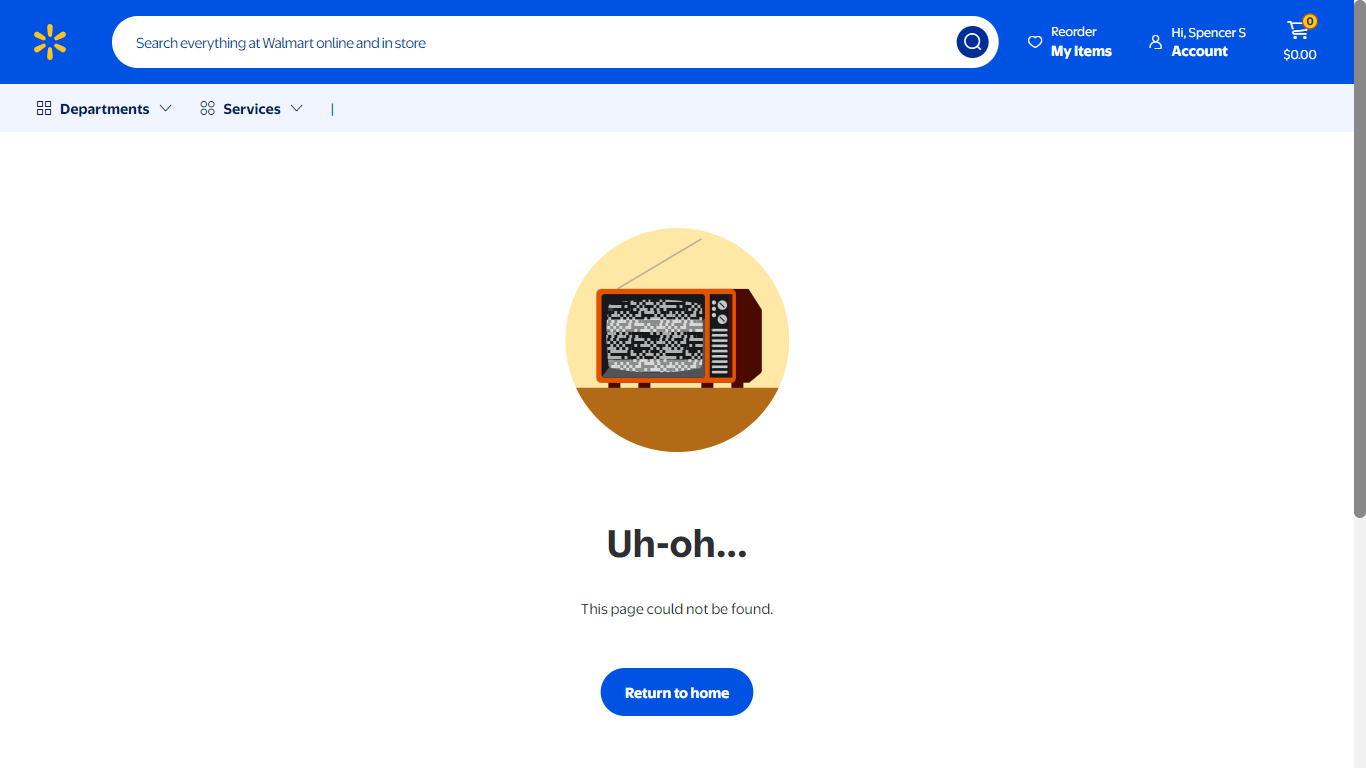 Search everything at Walmart online and in store
Reorder
My Items
Hi, Spencer S
Account
0
$0.00
Departments
Services
|
Uh-oh...
This page could not be found.
Return to home